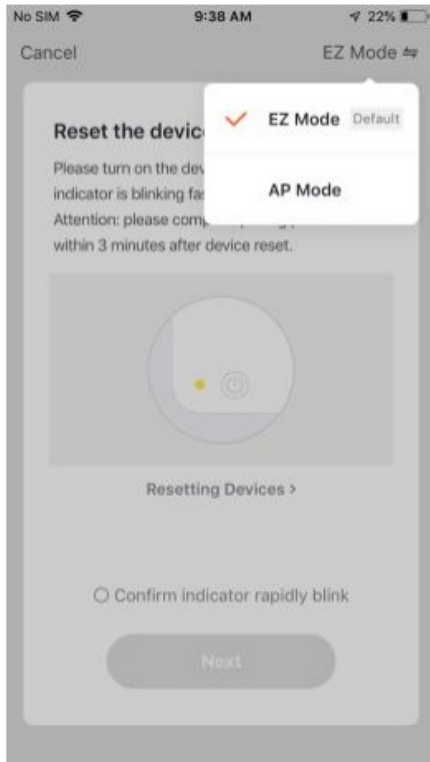 No SIM 9:38 AM 22%
Cancel EZ Mode
EZ Mode Default
AP Mode
Reset the devic
Please turn on the dev
indicator is blinking fa
Attention: please com
within 3 minutes after device reset.
Resetting Devices >
Confirm indicator rapidly blink
Next